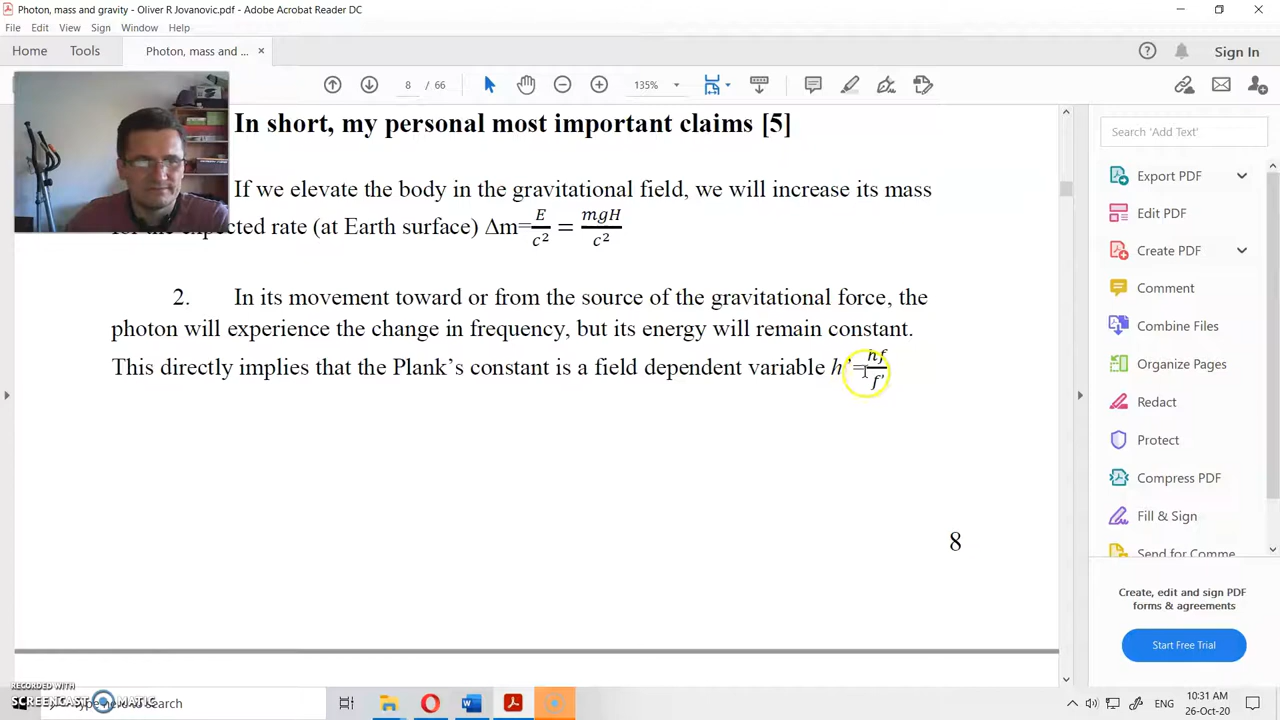 Photon, mass and gravity - Oliver R Jovanovic.pdf - Adobe Acrobat Reader DC
File Edit View Sign Window Help
Home Tools Photon, mass and ... ×
8 / 66 135%
Sign In
In short, my personal most important claims [5]
If we elevate the body in the gravitational field, we will increase its mass
expected rate (at Earth surface) Δm=E/c² = mgH/c²
2. In its movement toward or from the source of the gravitational force, the
photon will experience the change in frequency, but its energy will remain constant.
This directly implies that the Plank's constant is a field dependent variable h'=hf/f'
8
Search 'Add Text'
Export PDF
Edit PDF
Create PDF
Comment
Combine Files
Organize Pages
Redact
Protect
Compress PDF
Fill & Sign
Send for Comme
Create, edit and sign PDF
forms & agreements
Start Free Trial
RECORDED WITH
SCREENCAST MATIC
here to search
10:31 AM
26-Oct-20